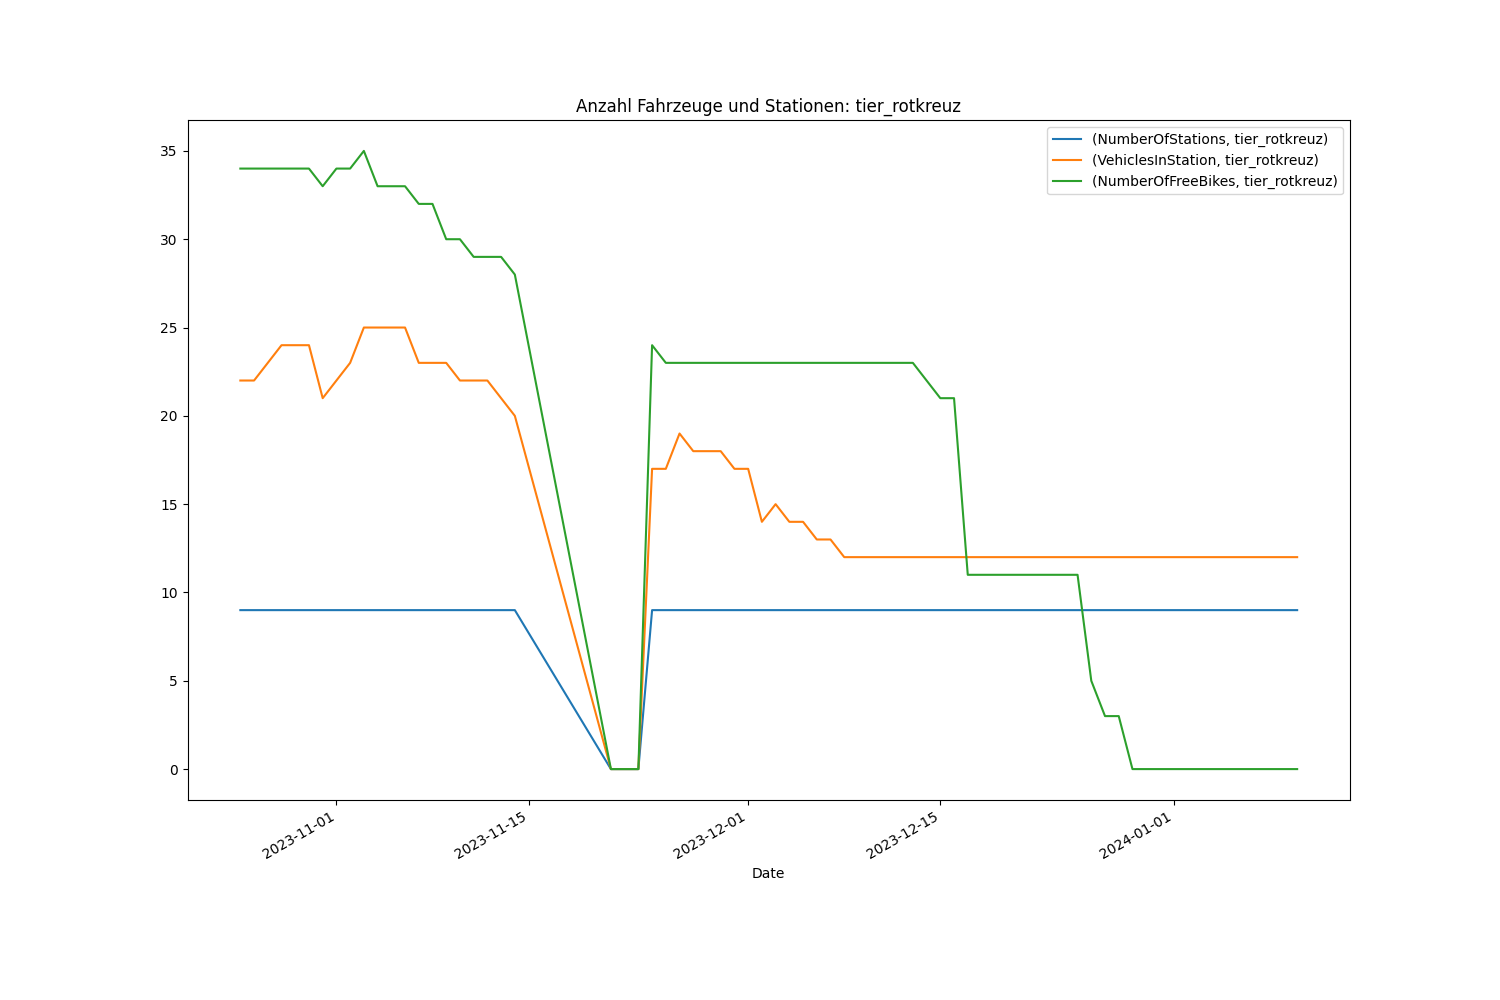 Anzahl Fahrzeuge und Stationen: tier_rotkreuz
(NumberOfStations, tier_rotkreuz)
(VehiclesInStation, tier_rotkreuz)
(NumberOfFreeBikes, tier_rotkreuz)
35
30
25
20
15
10
5
0
2023-11-01
2023-11-15
2023-12-01
2023-12-15
2024-01-01
Date